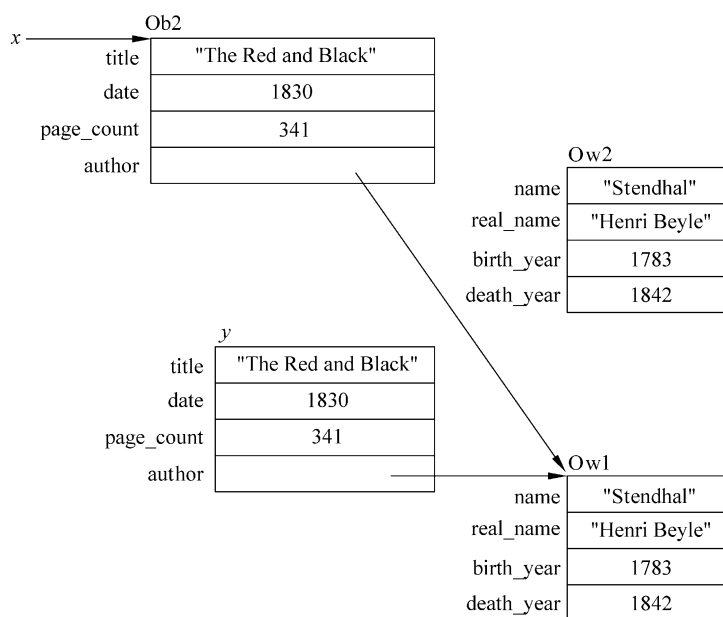 Ob2
x
title "The Red and Black"
date 1830
page_count 341
author
Ow2
name "Stendhal"
real_name "Henri Beyle"
birth_year 1783
death_year 1842
y
title "The Red and Black"
date 1830
page_count 341
author
Ow1
name "Stendhal"
real_name "Henri Beyle"
birth_year 1783
death_year 1842